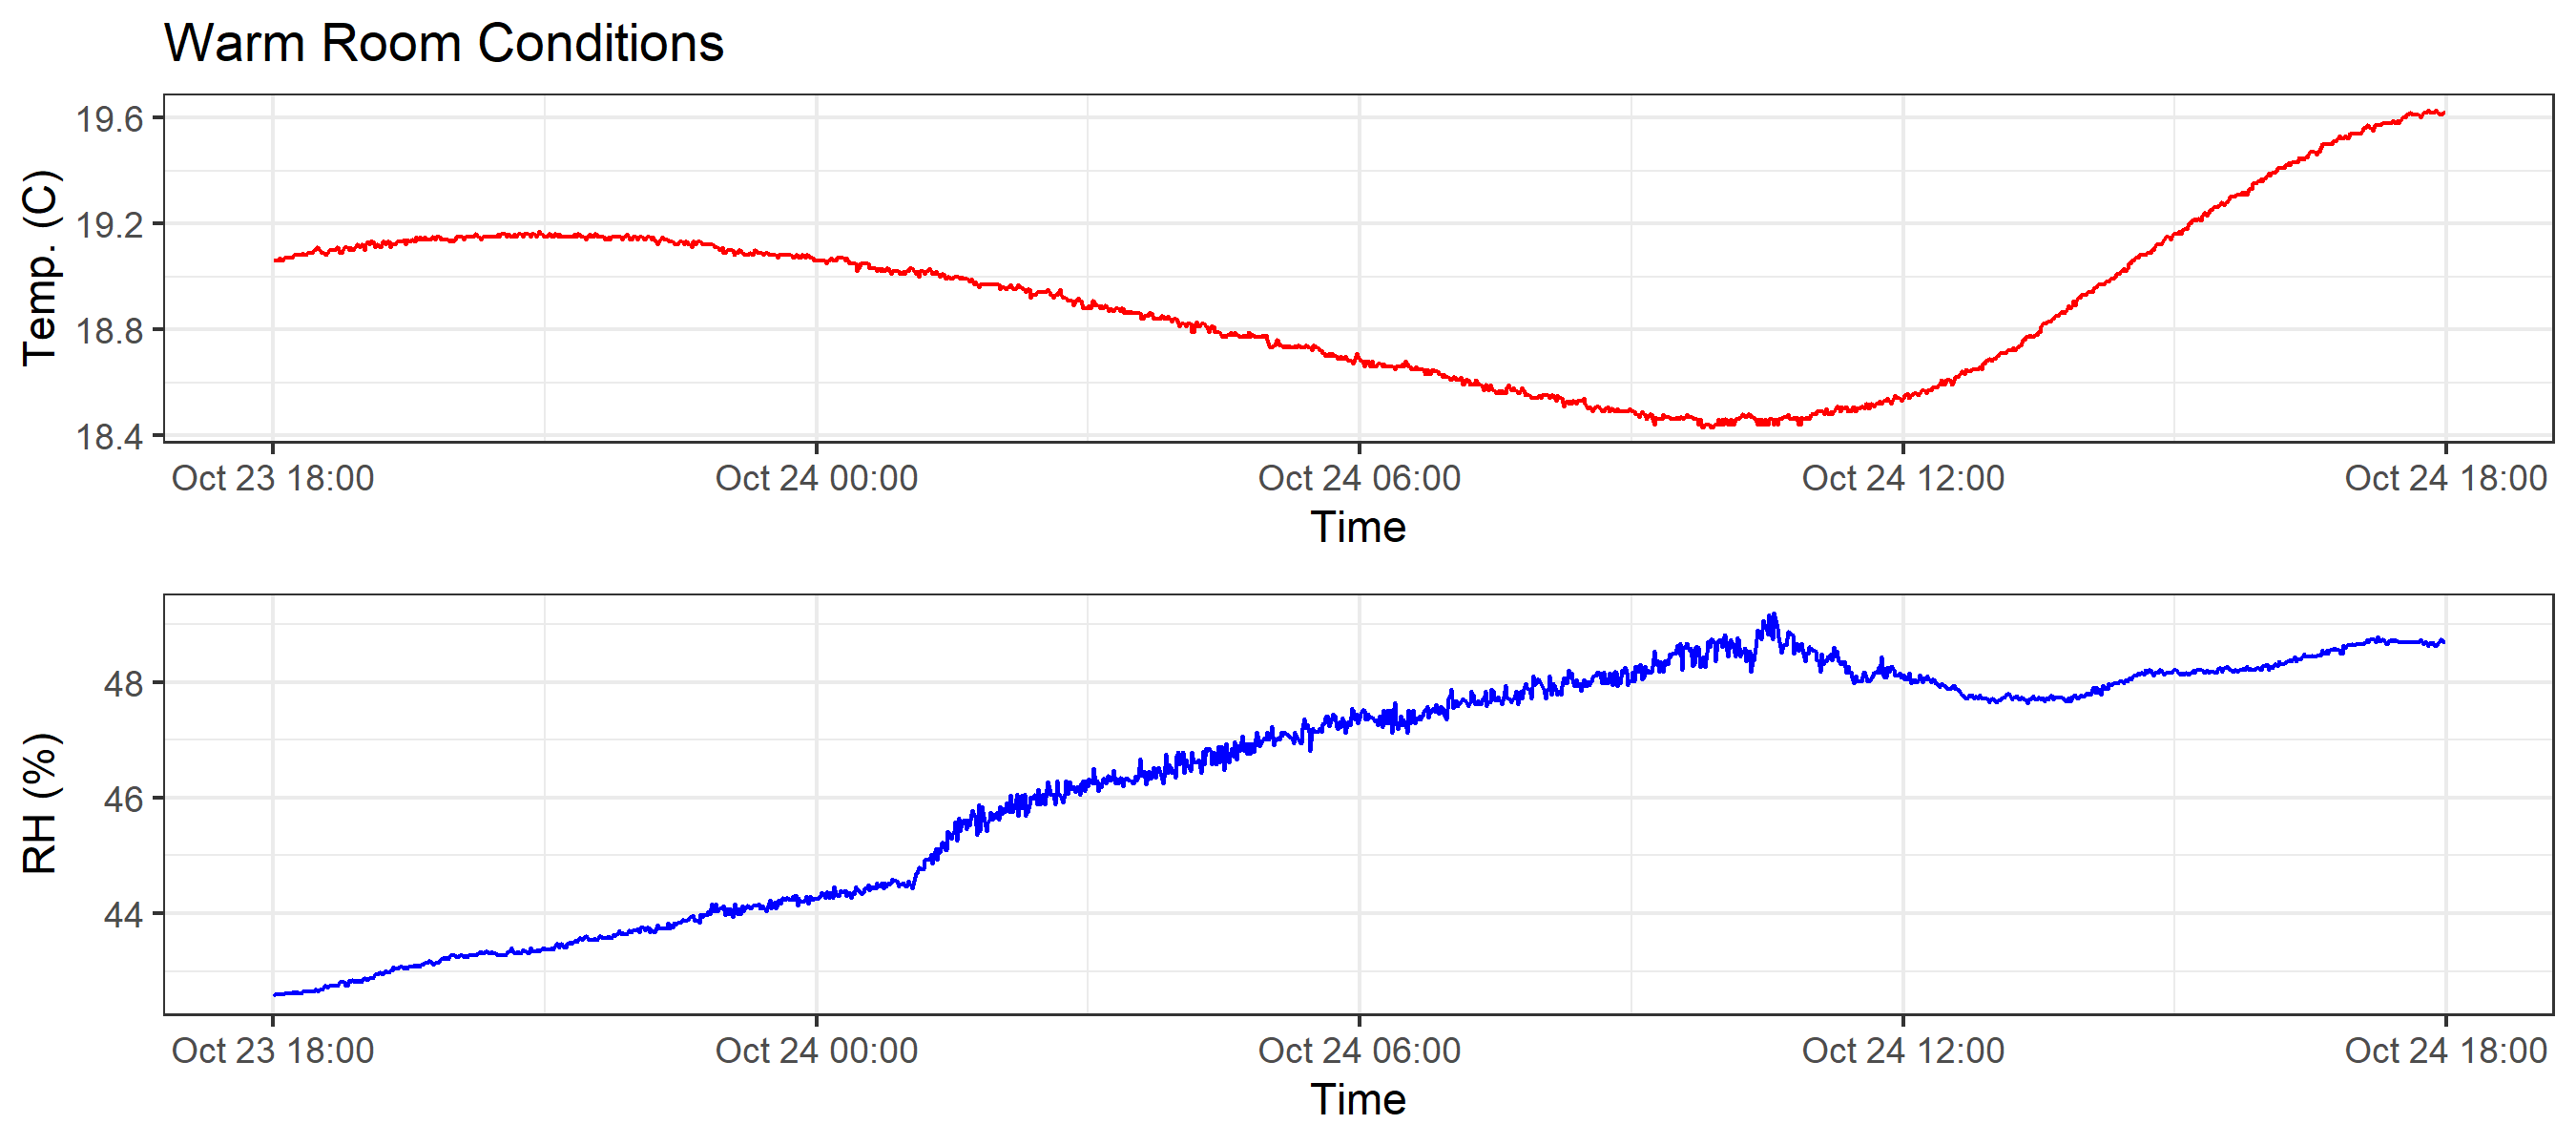 Warm Room Conditions
19.6
19.2
18.8
18.4
Temp. (C)
Oct 23 18:00 Oct 24 00:00 Oct 24 06:00 Oct 24 12:00 Oct 24 18:00
Time
48
46
44
RH (%)
Oct 23 18:00 Oct 24 00:00 Oct 24 06:00 Oct 24 12:00 Oct 24 18:00
Time